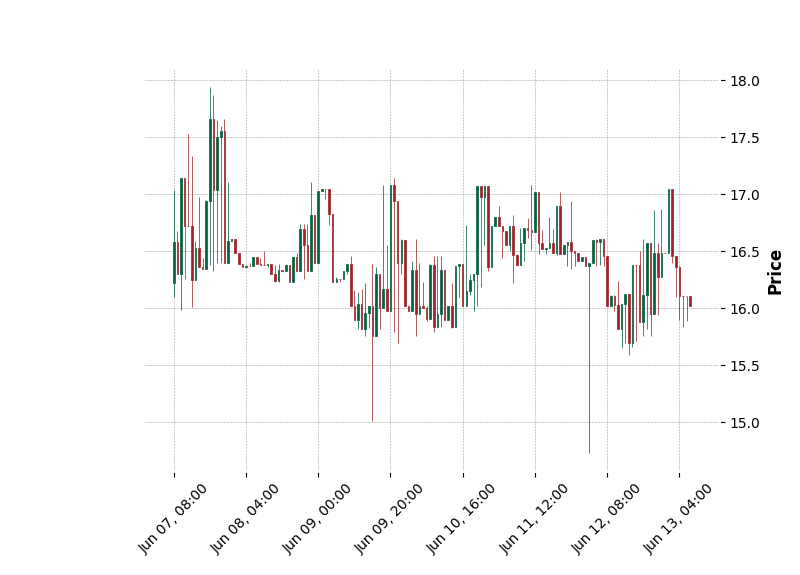 18.0
17.5
17.0
16.5
16.0
15.5
15.0
Price
Jun 07, 08:00
Jun 08, 04:00
Jun 09, 00:00
Jun 09, 20:00
Jun 10, 16:00
Jun 11, 12:00
Jun 12, 08:00
Jun 13, 04:00